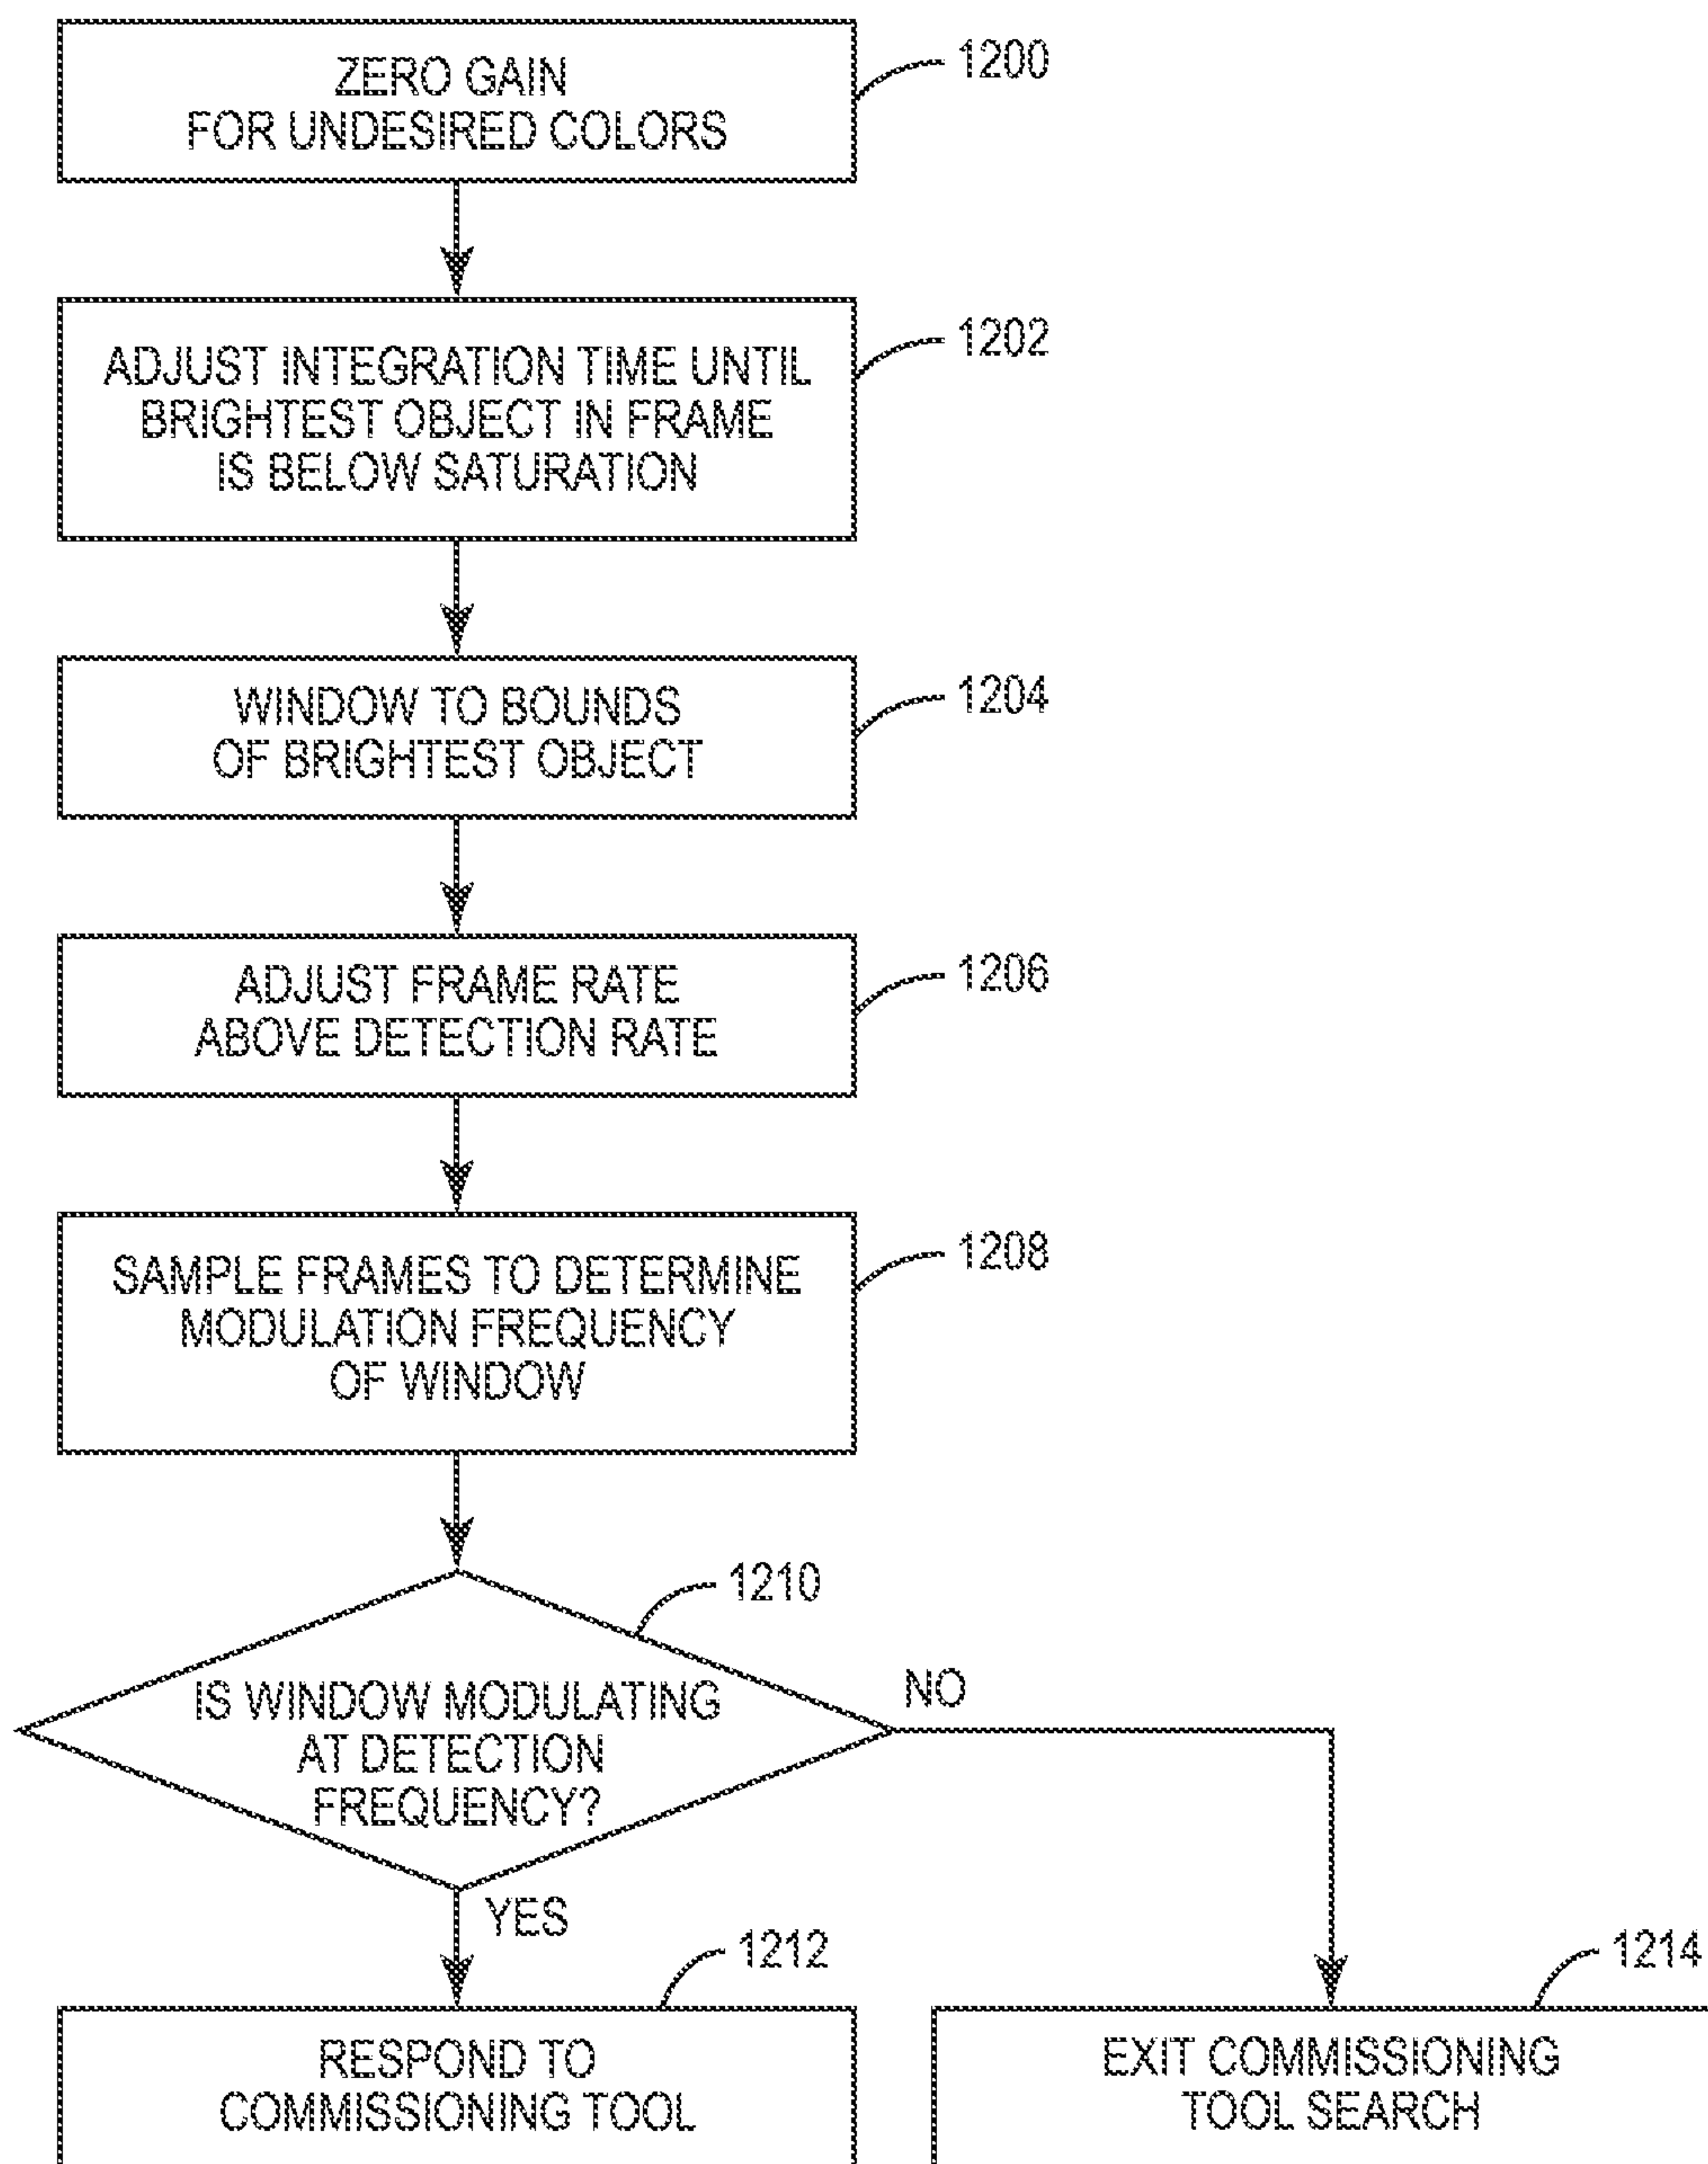 ZERO GAIN
FOR UNDESIRED COLORS
1200
ADJUST INTEGRATION TIME UNTIL
BRIGHTEST OBJECT IN FRAME
IS BELOW SATURATION
1202
WINDOW TO BOUNDS
OF BRIGHTEST OBJECT
1204
ADJUST FRAME RATE
ABOVE DETECTION RATE
1206
SAMPLE FRAMES TO DETERMINE
MODULATION FREQUENCY
OF WINDOW
1208
1210
IS WINDOW MODULATING
AT DETECTION
FREQUENCY?
NO
YES
1212
RESPOND TO
COMMISSIONING TOOL
1214
EXIT COMMISSIONING
TOOL SEARCH